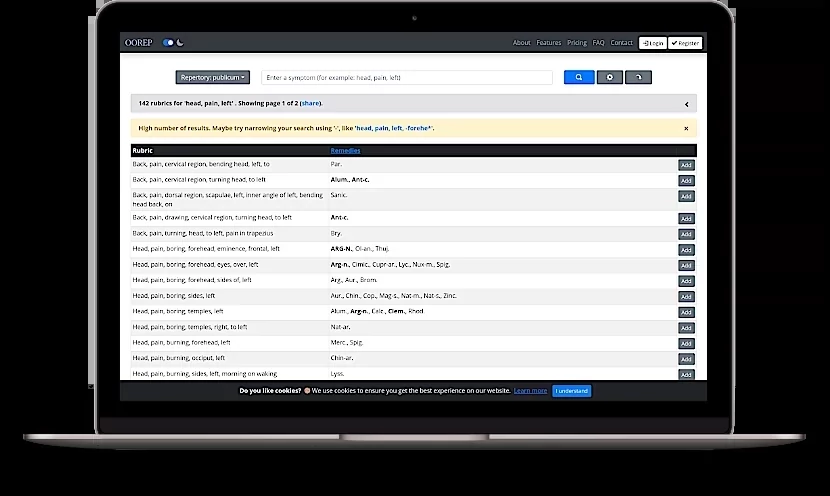 OOREP About Features Pricing FAQ Contact Login Register
Repertory: publicum Enter a symptom (for example: head, pain, left)
142 rubrics for 'head, pain, left' . Showing page 1 of 2 (share).
High number of results. Maybe try narrowing your search using '-', like 'head, pain, left, -forehe*'. ×
Rubric Remedies
Back, pain, cervical region, bending head, left, to Par. Add
Back, pain, cervical region, turning head, to left Alum., Ant-c. Add
Back, pain, dorsal region, scapulae, left, inner angle of left, bending Sanic. Add
head back, on
Back, pain, drawing, cervical region, turning head, to left Ant-c. Add
Back, pain, turning, head, to left, pain in trapezius Bry. Add
Head, pain, boring, forehead, eminence, frontal, left ARG-N., Ol-an., Thuj. Add
Head, pain, boring, forehead, eyes, over, left Arg-n., Cimic., Cupr-ar., Lyc., Nux-m., Spig. Add
Head, pain, boring, forehead, sides of, left Arg., Aur., Brom. Add
Head, pain, boring, sides, left Aur., Chin., Cop., Mag-s., Nat-m., Nat-s., Zinc. Add
Head, pain, boring, temples, left Alum., Arg-n., Calc., Clem., Rhod. Add
Head, pain, boring, temples, right, to left Nat-ar. Add
Head, pain, burning, forehead, left Merc., Spig. Add
Head, pain, burning, occiput, left Chin-ar. Add
Head, pain, burning, sides, left, morning on waking Lyss. Add
Do you like cookies? We use cookies to ensure you get the best experience on our website. Learn more I understand